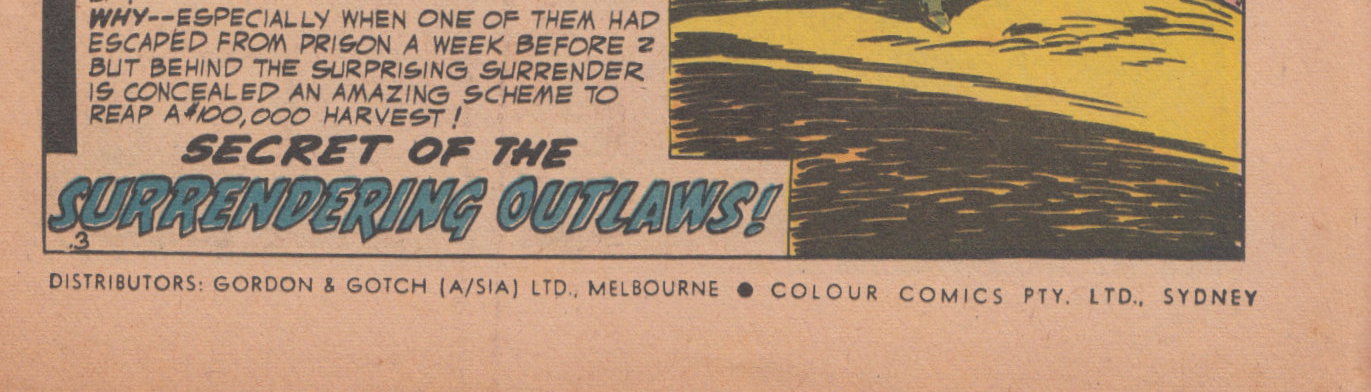 WHY--ESPECIALLY WHEN ONE OF THEM HAD
ESCAPED FROM PRISON A WEEK BEFORE ?
BUT BEHIND THE SURPRISING SURRENDER
IS CONCEALED AN AMAZING SCHEME TO
REAP A $100,000 HARVEST!
SECRET OF THE
SURRENDERING OUTLAWS!
.3
DISTRIBUTORS: GORDON & GOTCH (A/SIA) LTD., MELBOURNE ● COLOUR COMICS PTY. LTD., SYDNEY